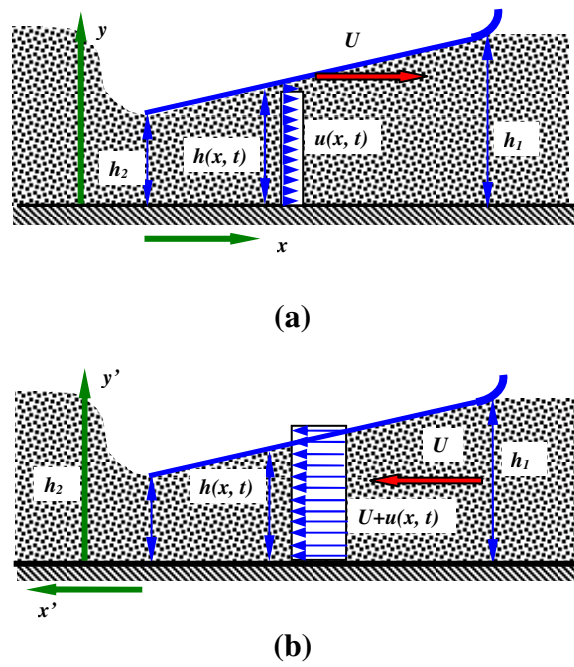 y
U
h(x, t)
u(x, t)
h1
h2
x
(a)
y’
U
h1
h2
h(x, t)
U+u(x, t)
x’
(b)